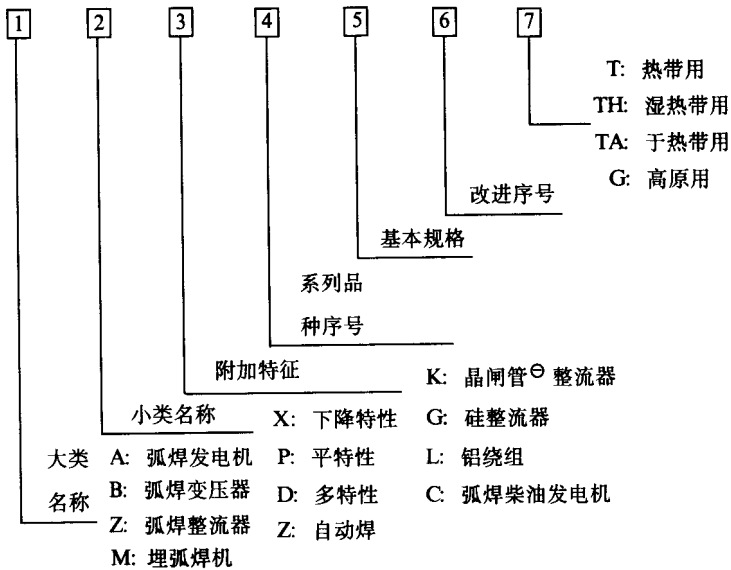 1 2 3 4 5 6 7
T: 热带用
TH: 湿热带用
TA: 于热带用
G: 高原用
改进序号
基本规格
系列品
种序号
附加特征
K: 晶闸管⊖ 整流器
小类名称 X: 下降特性 G: 硅整流器
大类 A: 弧焊发电机 P: 平特性 L: 铝绕组
名称 B: 弧焊变压器 D: 多特性 C: 弧焊柴油发电机
Z: 弧焊整流器 Z: 自动焊
M: 埋弧焊机